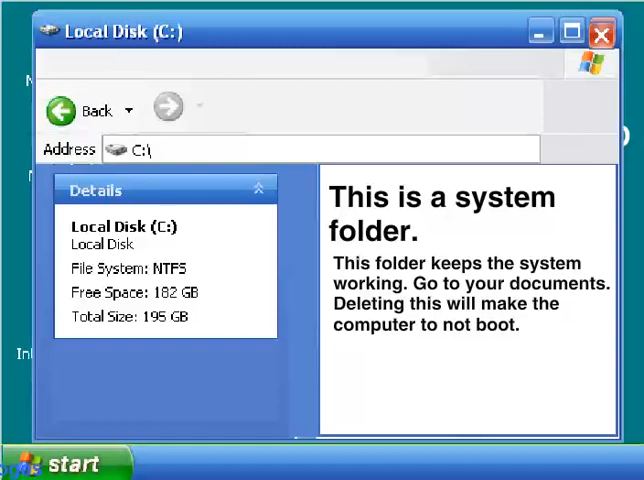 Local Disk (C:)
Back
Address C:\
Details
Local Disk (C:)
Local Disk
File System: NTFS
Free Space: 182 GB
Total Size: 195 GB
This is a system
folder.
This folder keeps the system
working. Go to your documents.
Deleting this will make the
computer to not boot.
start